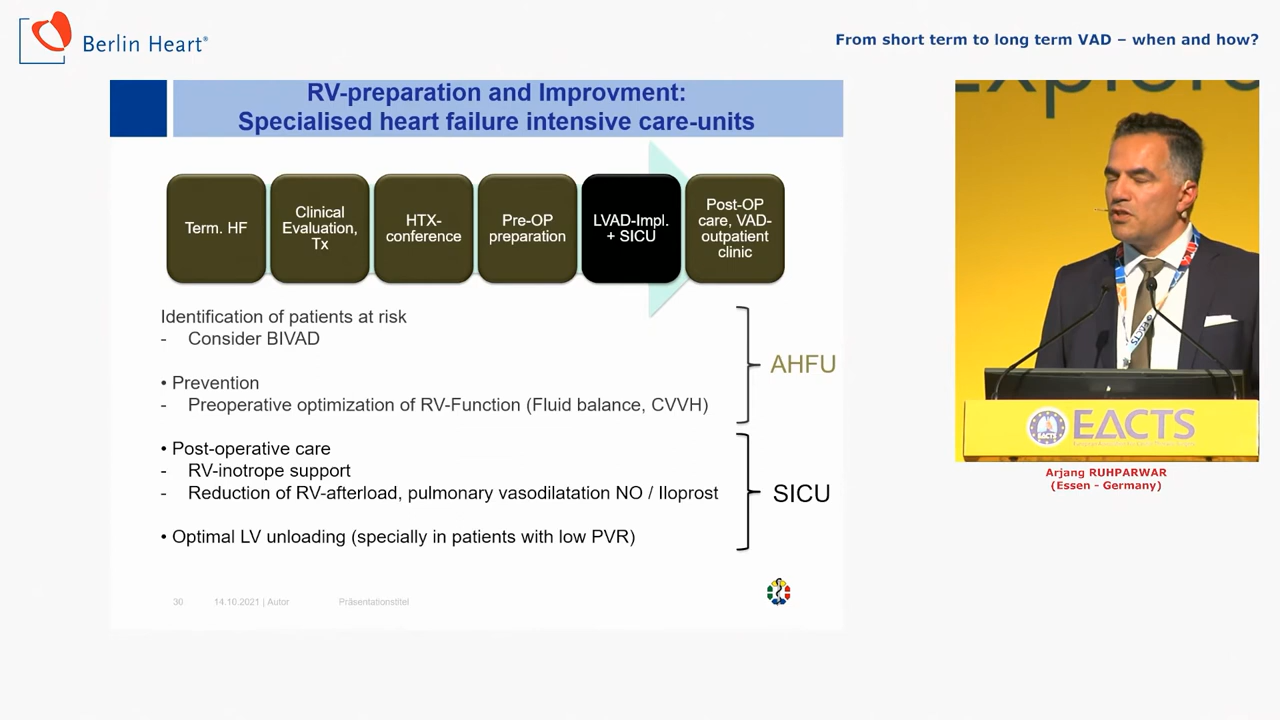 Berlin Heart®
From short term to long term VAD – when and how?
RV-preparation and Improvment:
Specialised heart failure intensive care-units
Term. HF
Clinical
Evaluation,
Tx
HTX-
conference
Pre-OP
preparation
LVAD-Impl.
+ SICU
Post-OP
care, VAD-
outpatient
clinic
Identification of patients at risk
- Consider BIVAD
• Prevention
- Preoperative optimization of RV-Function (Fluid balance, CVVH)
AHFU
• Post-operative care
- RV-inotrope support
- Reduction of RV-afterload, pulmonary vasodilatation NO / Iloprost
• Optimal LV unloading (specially in patients with low PVR)
SICU
30 14.10.2021 | Autor Präsentationstitel
EACTS
EACTS
EACTS
Arjang RUHPARWAR
(Essen - Germany)